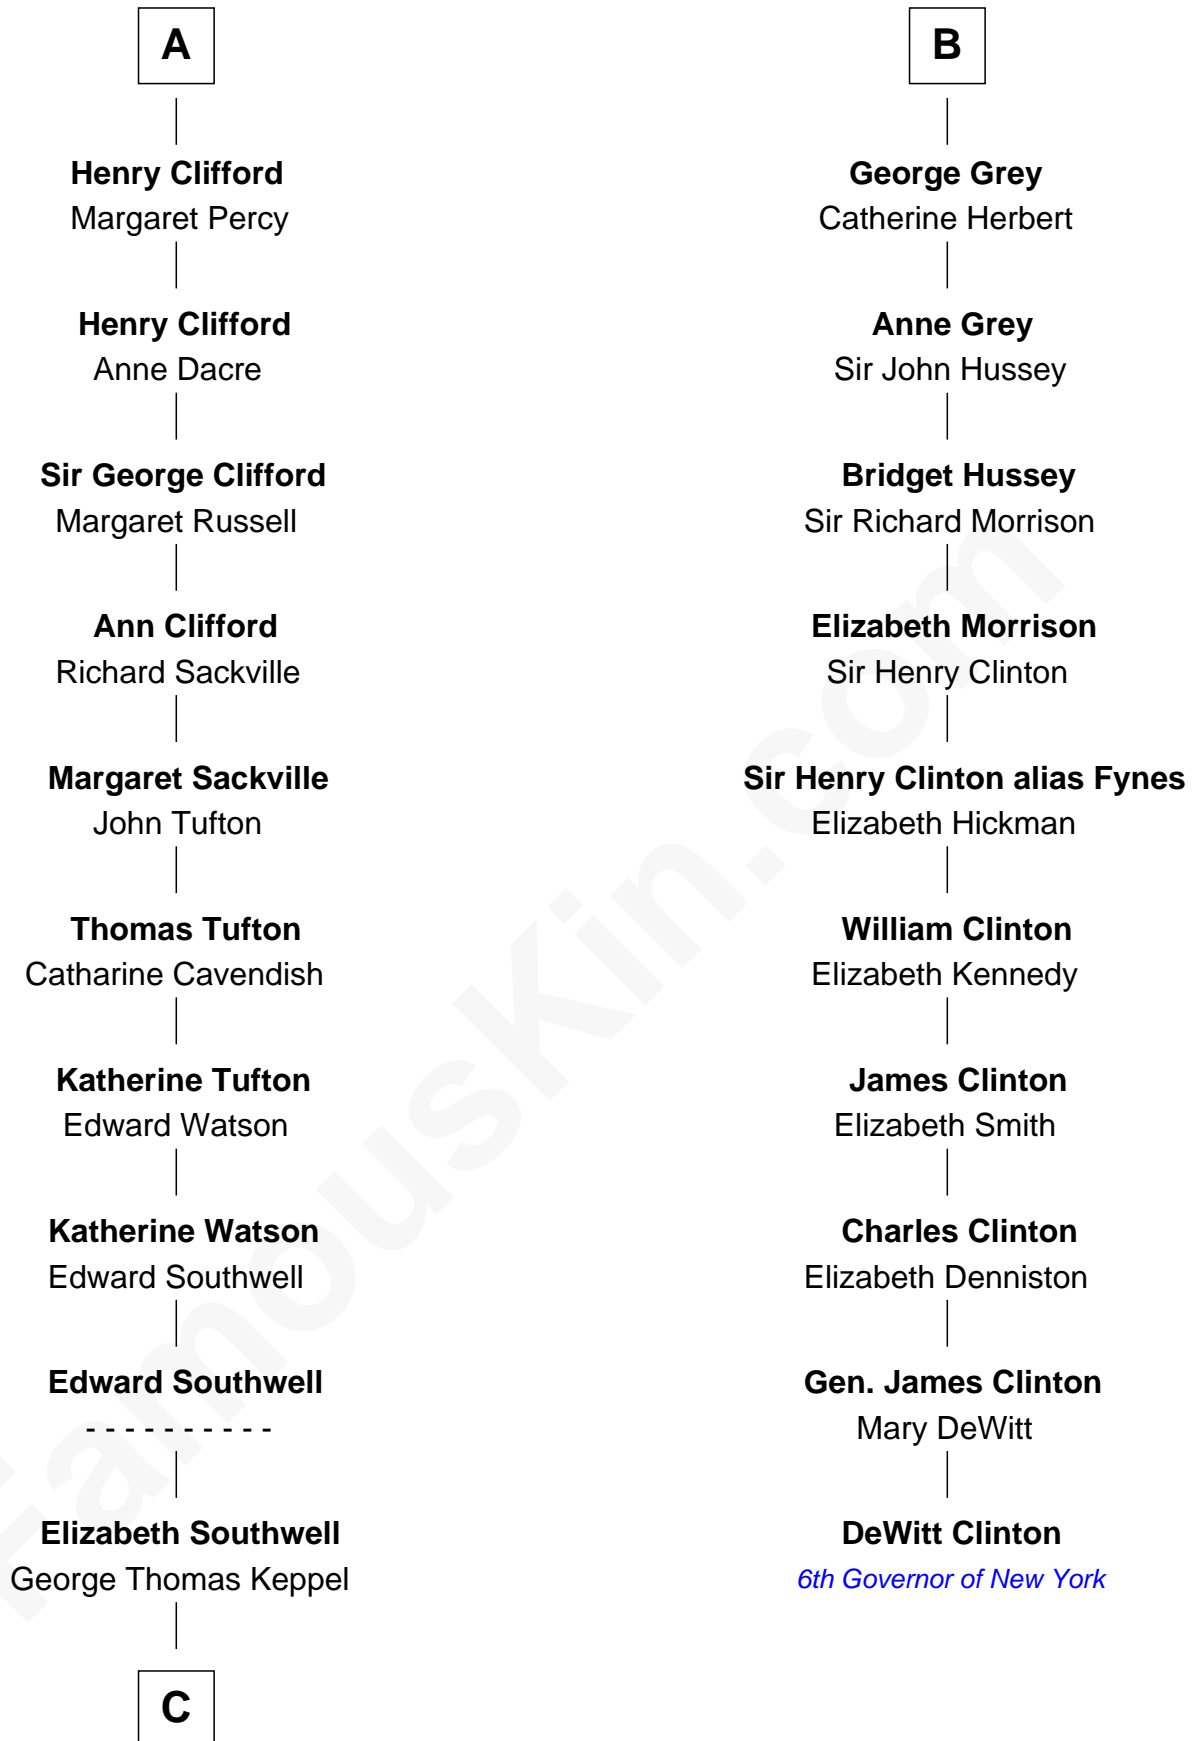 A
Henry Clifford
Margaret Percy
Henry Clifford
Anne Dacre
Sir George Clifford
Margaret Russell
Ann Clifford
Richard Sackville
Margaret Sackville
John Tufton
Thomas Tufton
Catharine Cavendish
Katherine Tufton
Edward Watson
Katherine Watson
Edward Southwell
Edward Southwell
- - - - - - - - - -
Elizabeth Southwell
George Thomas Keppel
C
B
George Grey
Catherine Herbert
Anne Grey
Sir John Hussey
Bridget Hussey
Sir Richard Morrison
Elizabeth Morrison
Sir Henry Clinton
Sir Henry Clinton alias Fynes
Elizabeth Hickman
William Clinton
Elizabeth Kennedy
James Clinton
Elizabeth Smith
Charles Clinton
Elizabeth Denniston
Gen. James Clinton
Mary DeWitt
DeWitt Clinton
6th Governor of New York
FamousKin.com